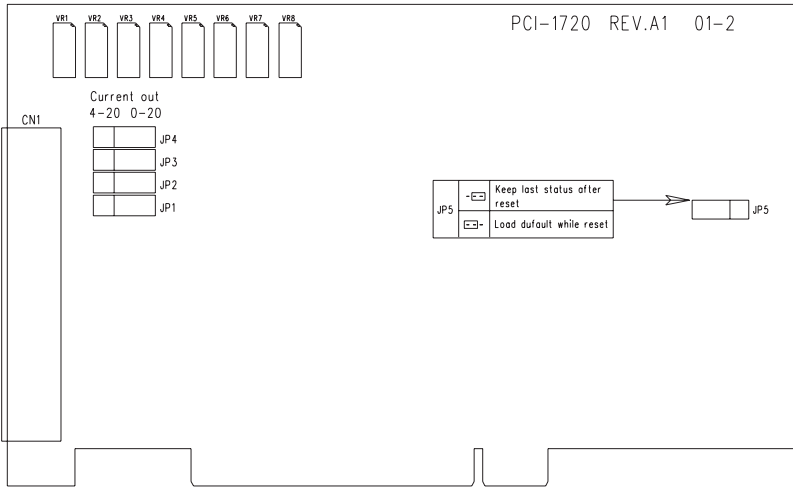 VR1 VR2 VR3 VR4 VR5 VR6 VR7 VR8
PCI-1720 REV.A1 01-2
Current out
4-20 0-20
CN1
JP4
JP3
JP2
JP1
JP5
Keep last status after
reset
Load dufault while reset
JP5